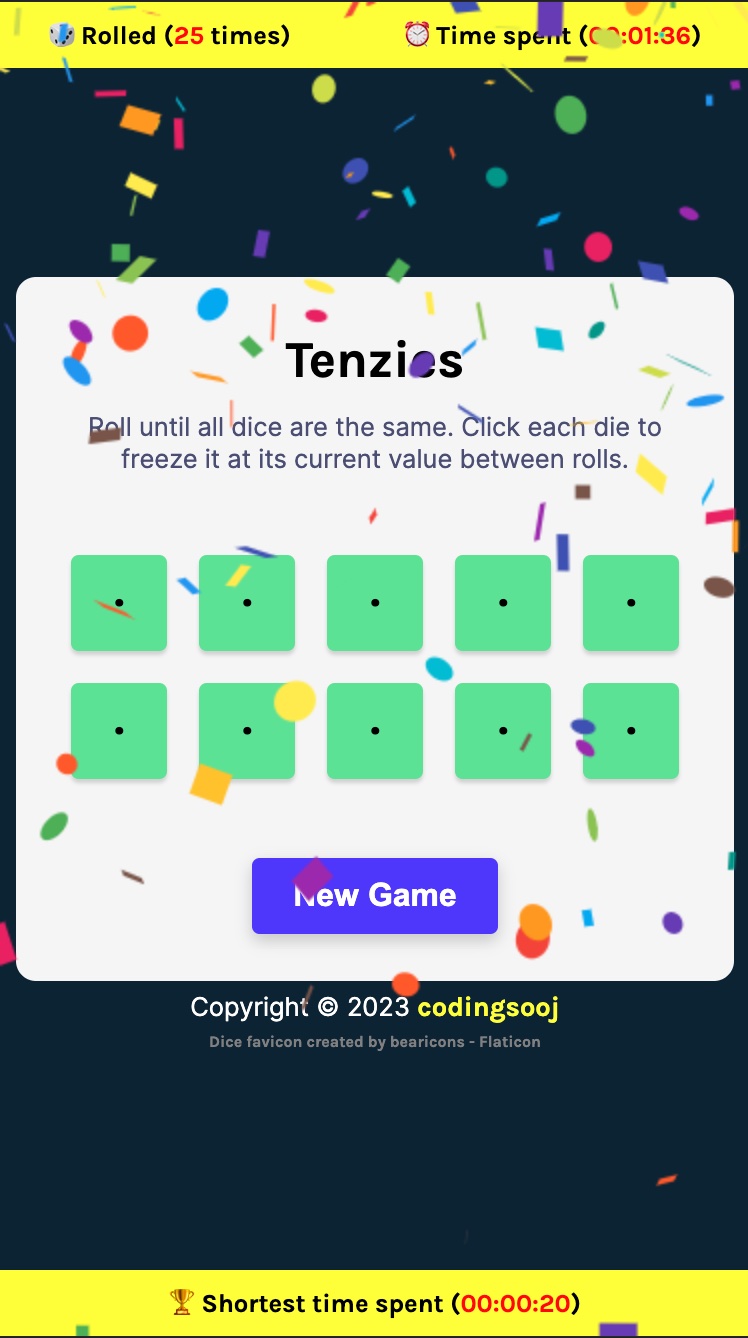 Rolled (25 times)
Time spent (00:01:36)
Tenzies
Roll until all dice are the same. Click each die to
freeze it at its current value between rolls.
New Game
Copyright © 2023 codingsooj
Dice favicon created by bearicons - Flaticon
Shortest time spent (00:00:20)